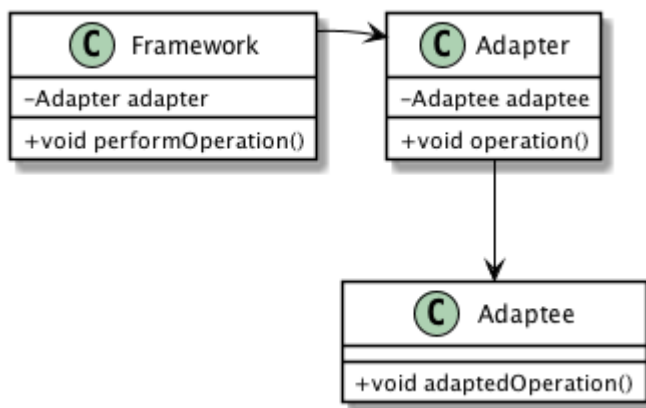 C Framework
-Adapter adapter
+void performOperation()
C Adapter
-Adaptee adaptee
+void operation()
C Adaptee
+void adaptedOperation()